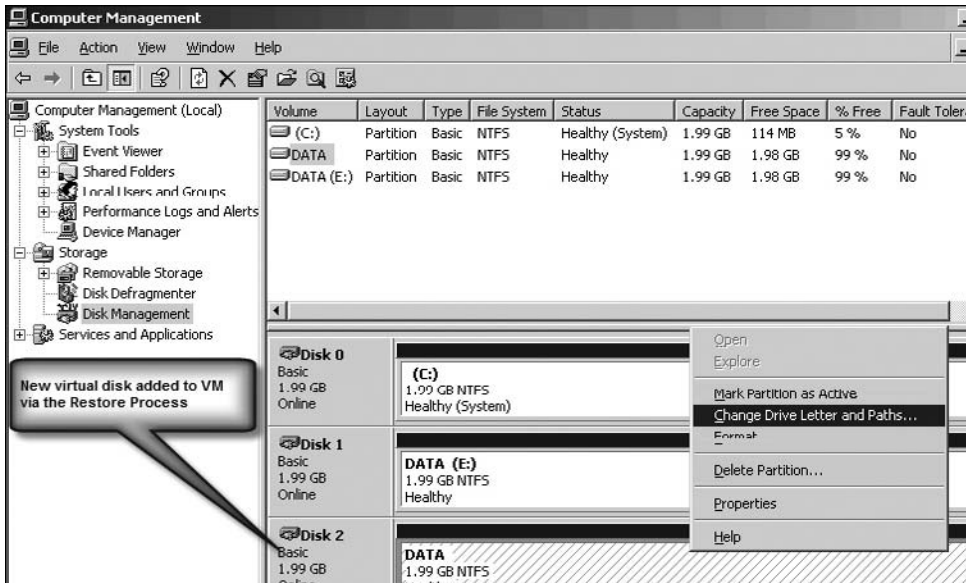 Computer Management
File Action View Window Help
Computer Management (Local)
System Tools
Event Viewer
Shared Folders
Local Users and Groups
Performance Logs and Alerts
Device Manager
Storage
Removable Storage
Disk Defragmenter
Disk Management
Services and Applications
Volume Layout Type File System Status Capacity Free Space % Free Fault Toler
(C:) Partition Basic NTFS Healthy (System) 1.99 GB 114 MB 5 % No
DATA Partition Basic NTFS Healthy 1.99 GB 1.98 GB 99 % No
DATA (E:) Partition Basic NTFS Healthy 1.99 GB 1.98 GB 99 % No
New virtual disk added to VM
via the Restore Process
Disk 0
Basic
1.99 GB
Online
(C:)
1.99 GB NTFS
Healthy (System)
Disk 1
Basic
1.99 GB
Online
DATA (E:)
1.99 GB NTFS
Healthy
Disk 2
Basic
1.99 GB
DATA
1.99 GB NTFS
Open
Explore
Mark Partition as Active
Change Drive Letter and Paths...
Format
Delete Partition...
Properties
Help